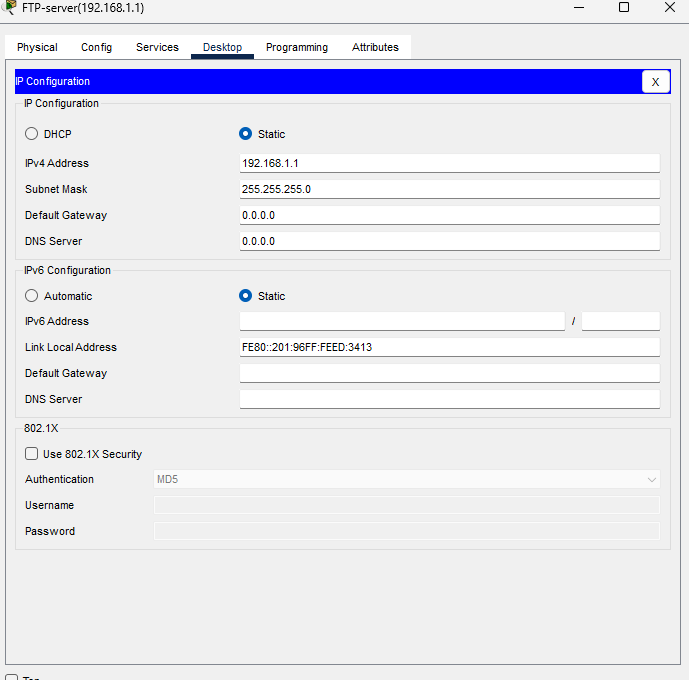 FTP-server(192.168.1.1)
Physical Config Services Desktop Programming Attributes
IP Configuration
X
IP Configuration
DHCP Static
IPv4 Address 192.168.1.1
Subnet Mask 255.255.255.0
Default Gateway 0.0.0.0
DNS Server 0.0.0.0
IPv6 Configuration
Automatic Static
IPv6 Address /
Link Local Address FE80::201:96FF:FEED:3413
Default Gateway
DNS Server
802.1X
Use 802.1X Security
Authentication MD5
Username
Password
Top